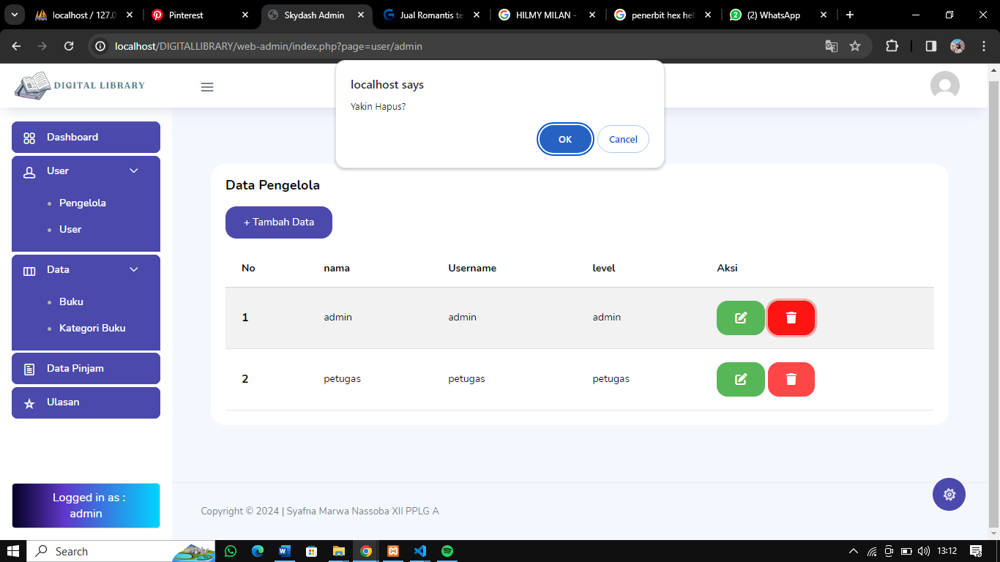 localhost / 127.0
Pinterest
Skydash Admin
Jual Romantis te
HILMY MILAN -
penerbit hex hel
(2) WhatsApp
localhost/DIGITALLIBRARY/web-admin/index.php?page=user/admin
localhost says
Yakin Hapus?
OK
Cancel
DIGITAL LIBRARY
Dashboard
User
Pengelola
User
Data
Buku
Kategori Buku
Data Pinjam
Ulasan
Logged in as :
admin
Data Pengelola
+ Tambah Data
No nama Username level Aksi
1 admin admin admin
2 petugas petugas petugas
Copyright © 2024 | Syafna Marwa Nassoba XII PPLG A
Search
13:12